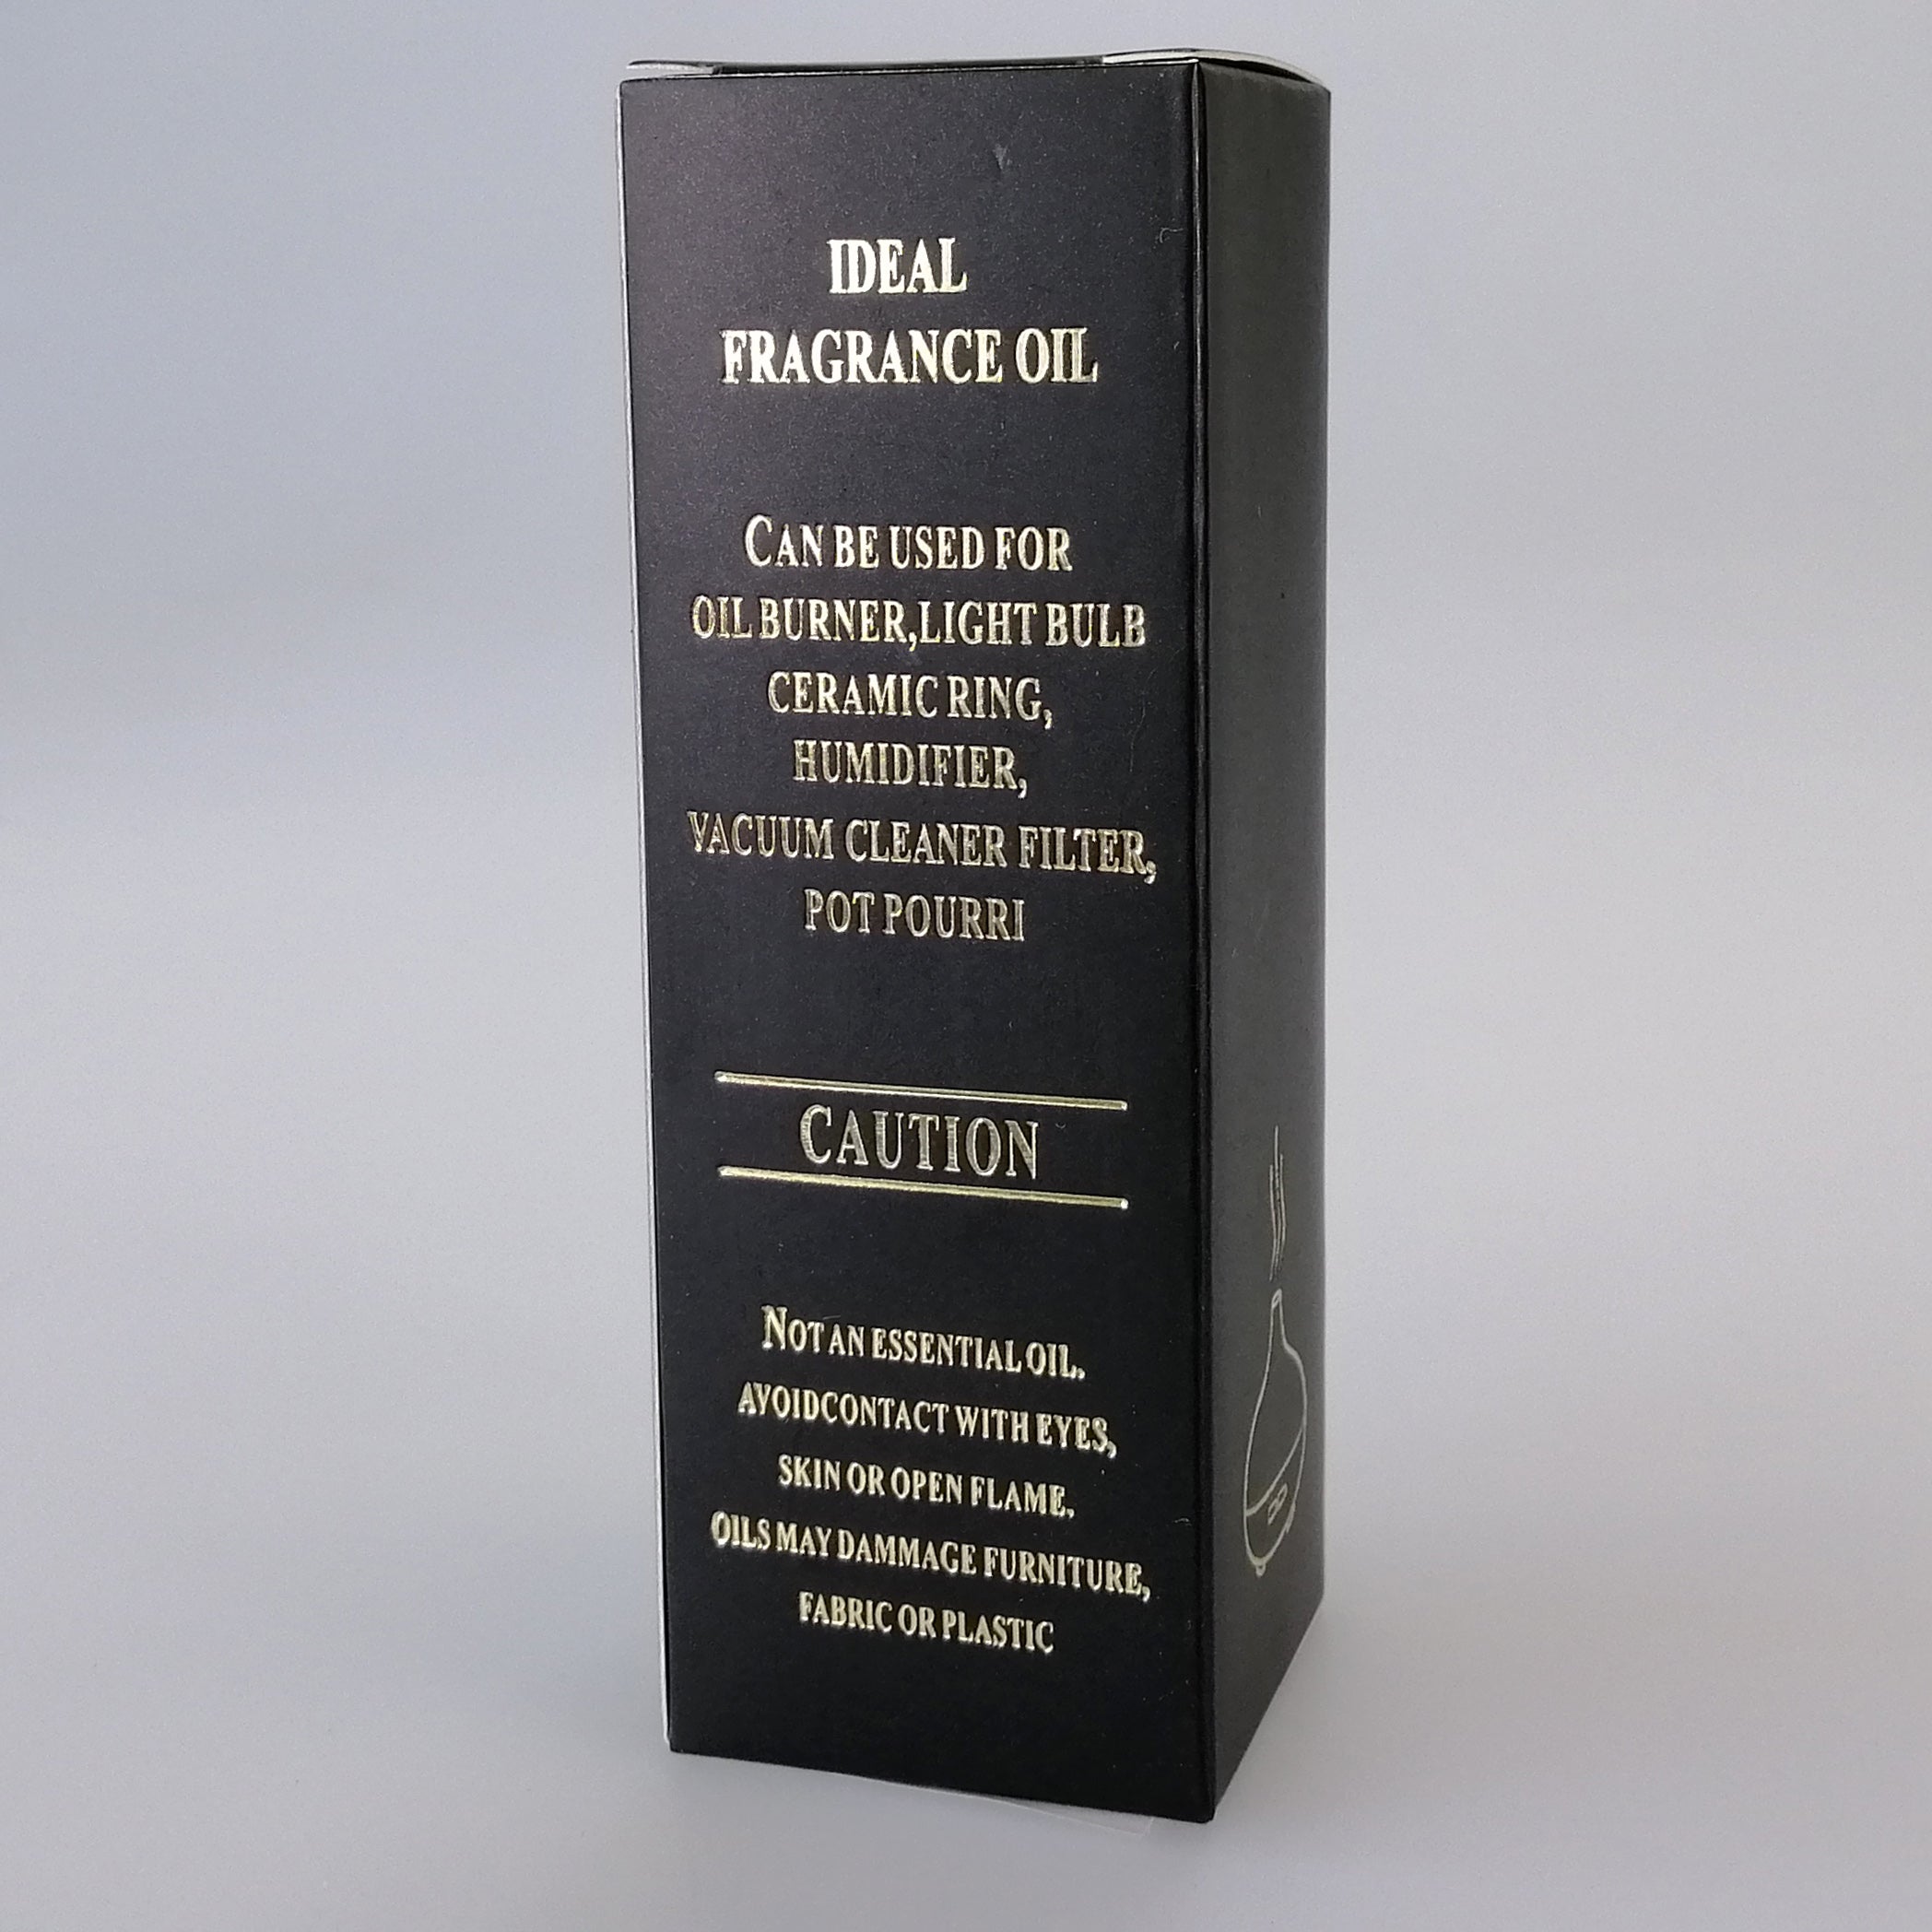 IDEAL
FRAGRANCE OIL
CAN BE USED FOR
OIL BURNER,LIGHT BULB
CERAMIC RING,
HUMIDIFIER,
VACUUM CLEANER FILTER,
POT POURRI
CAUTION
NOT AN ESSENTIAL OIL.
AVOIDCONTACT WITH EYES,
SKIN OR OPEN FLAME.
OILS MAY DAMMAGE FURNITURE,
FABRIC OR PLASTIC